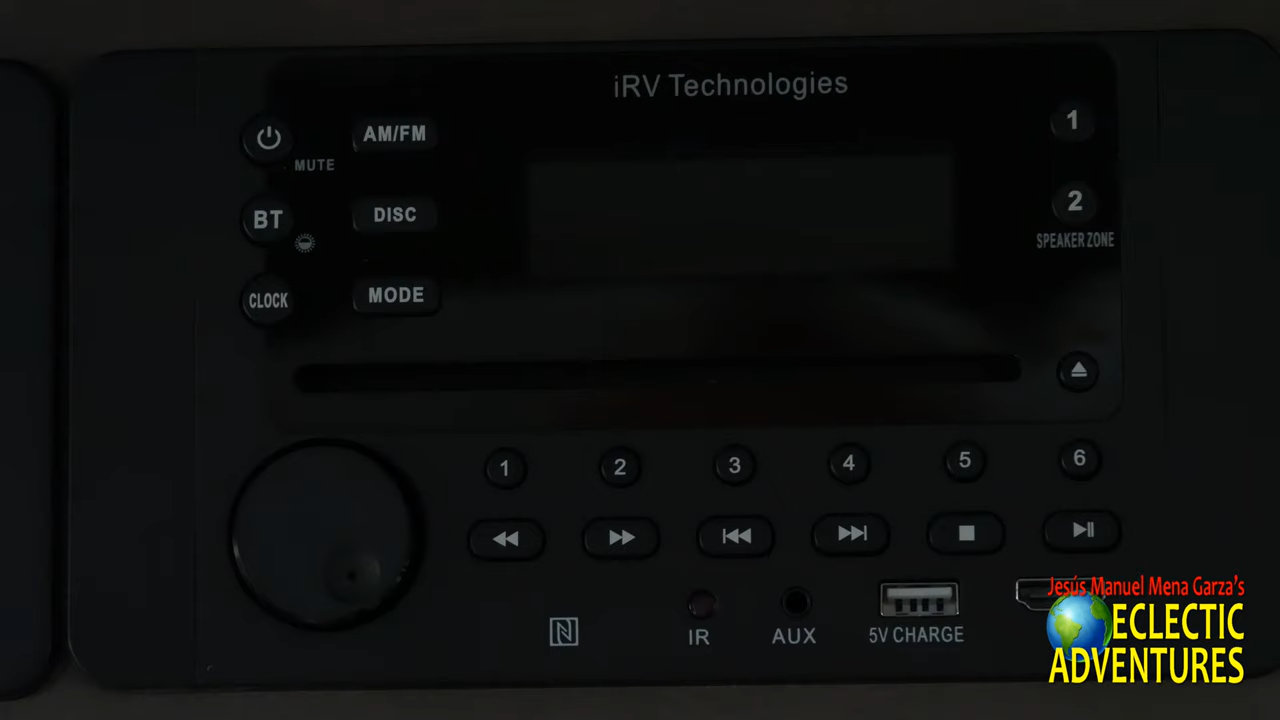 iRV Technologies
AM/FM
1
MUTE
BT
DISC
2
SPEAKER ZONE
CLOCK
MODE
1 2 3 4 5 6
IR
AUX
5V CHARGE
Jesús Manuel Mena Garza's
ECLECTIC
ADVENTURES